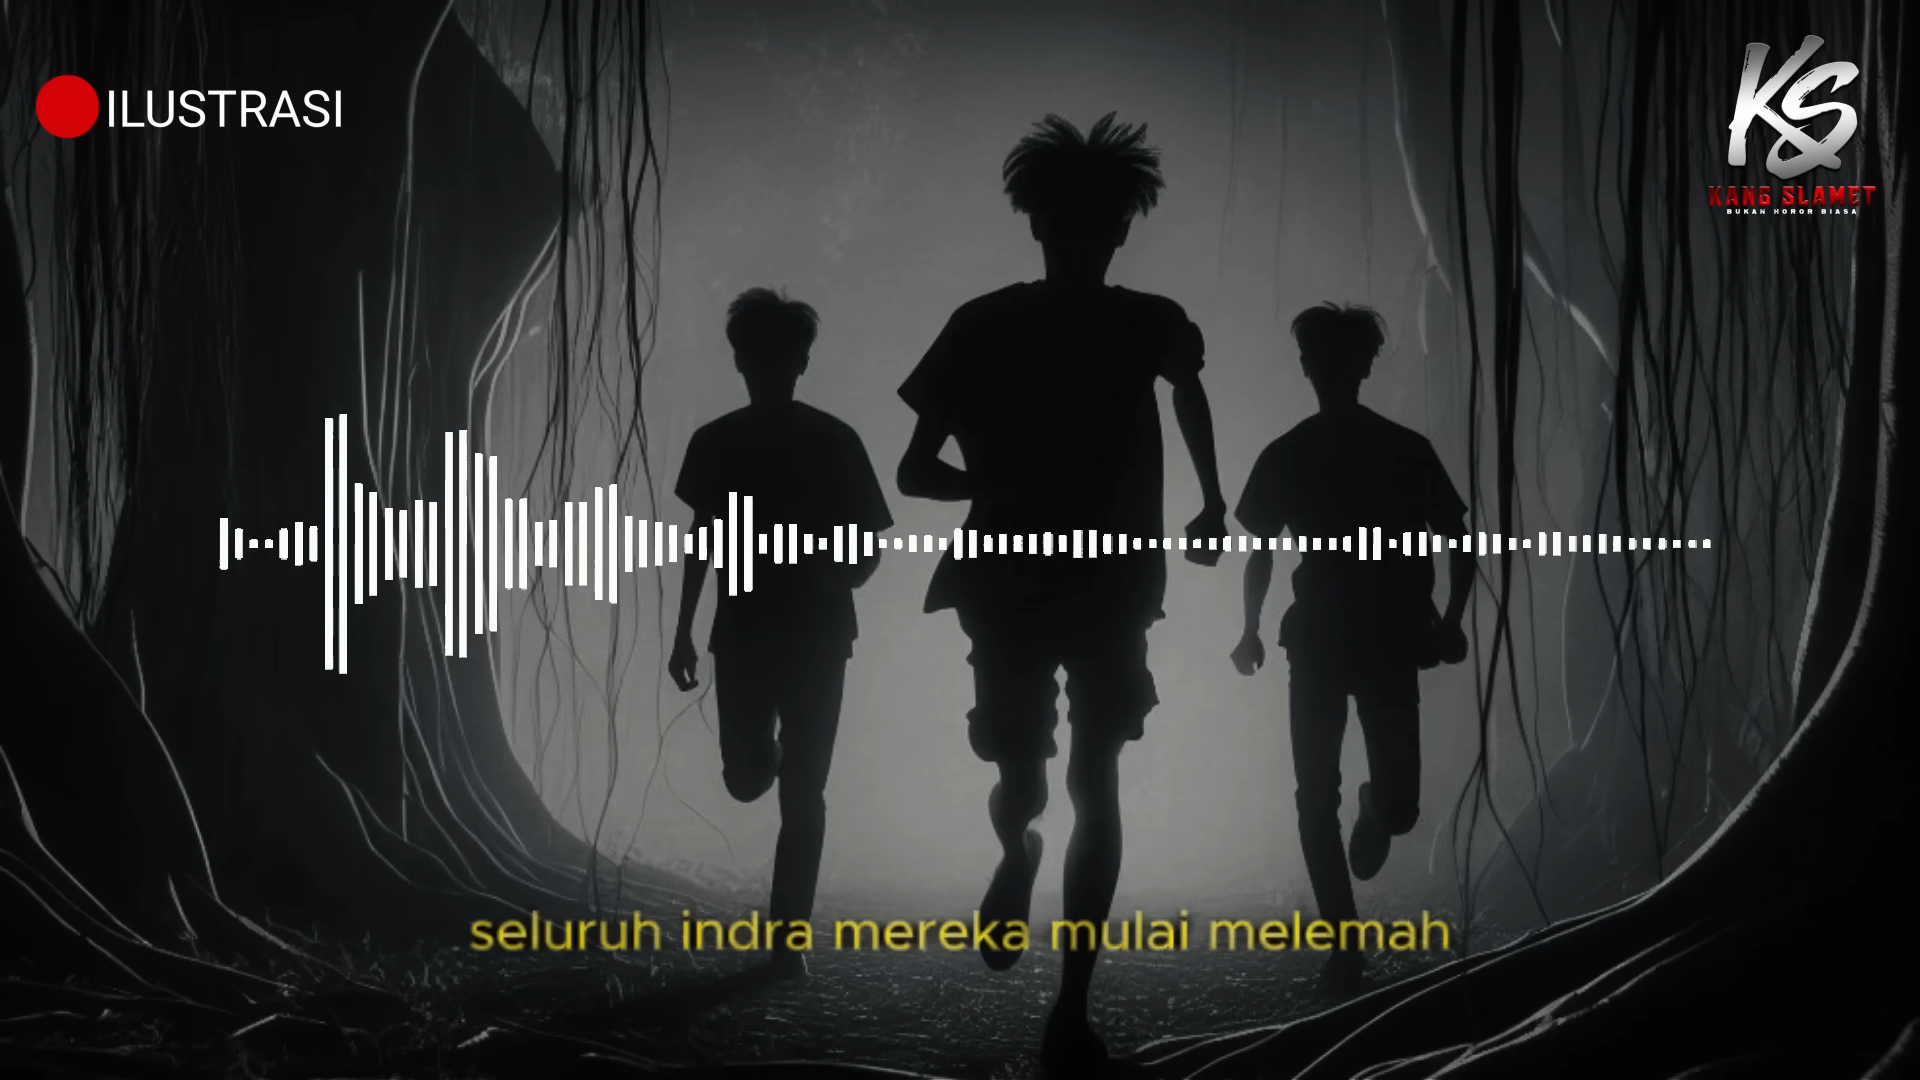 ILUSTRASI
KS
KANG SLAMET
BUKAN HOROR BIASA
seluruh indra mereka mulai melemah